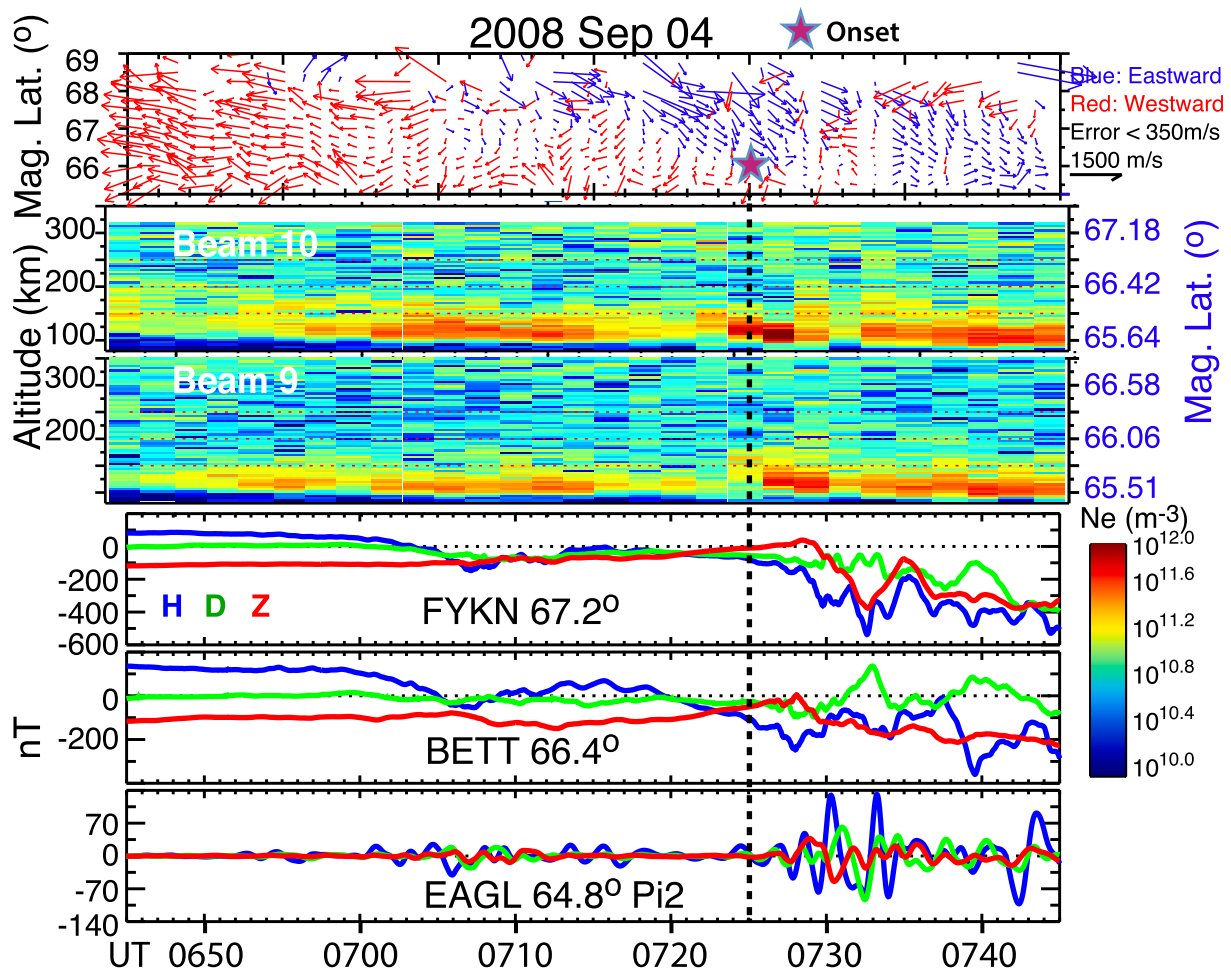 2008 Sep 04
Onset
Mag. Lat. (º)
69
68
67
66
Blue: Eastward
Red: Westward
Error < 350m/s
1500 m/s
Altitude (km)
300
200
100
Beam 10
67.18
66.42
65.64
Mag. Lat. (º)
300
200
Beam 9
66.58
66.06
65.51
Ne (m-3)
1012.0
1011.6
1011.2
1010.8
1010.4
1010.0
nT
0
-200
-400
-600
H D Z
FYKN 67.2º
0
-200
BETT 66.4º
70
0
-70
-140
EAGL 64.8º Pi2
UT 0650 0700 0710 0720 0730 0740